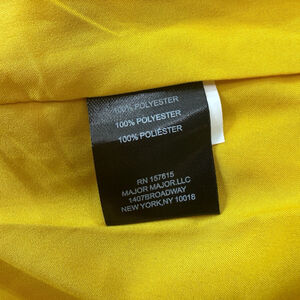 100% POLYESTER
100% POLYESTER
100% POLIÉSTER
RN 157615
MAJOR MAJOR.LLC
1407BROADWAY
NEW YORK,NY 10018